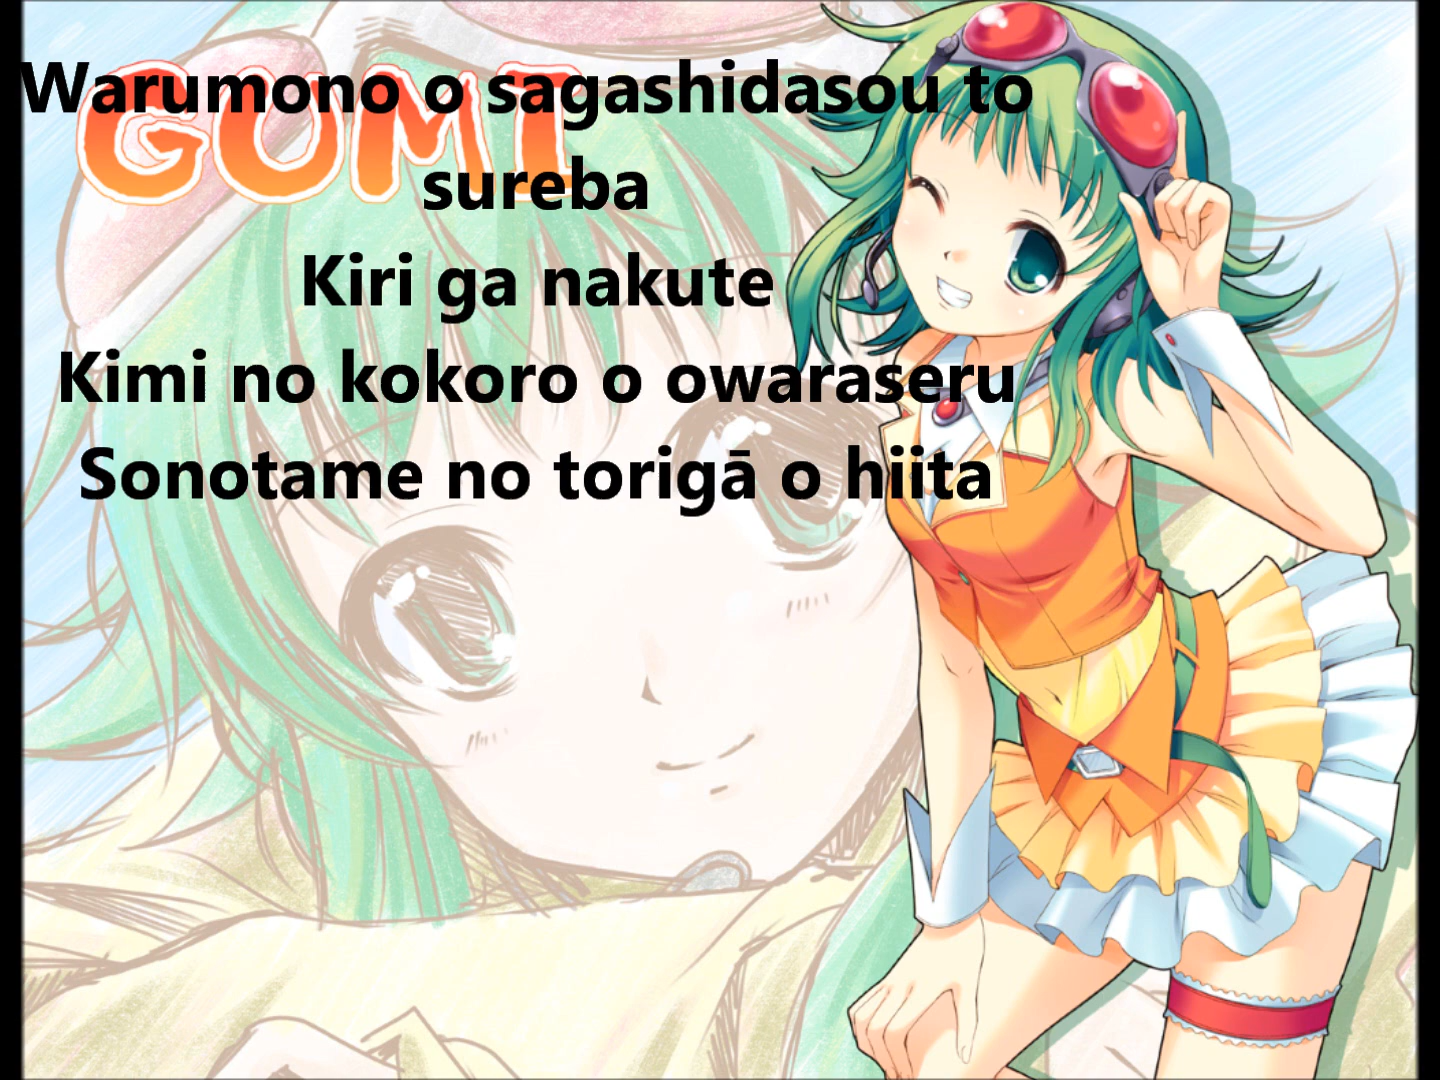 GUMI
Warumono o sagashidasou to
sureba
Kiri ga nakute
Kimi no kokoro o owaraseru
Sonotame no torigā o hiita